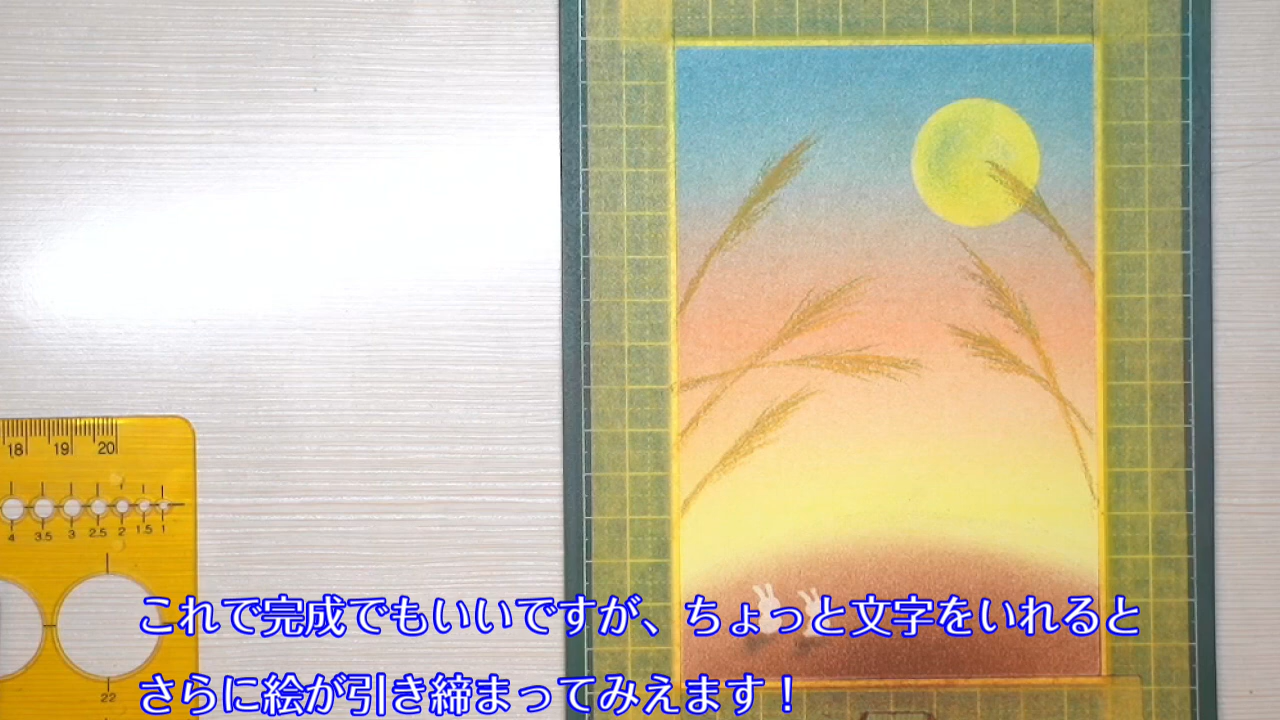 18 19 20
4 3.5 3 2.5 2 1.5 1
22
これで完成でもいいですが、ちょっと文字をいれると
さらに絵が引き締まってみえます！